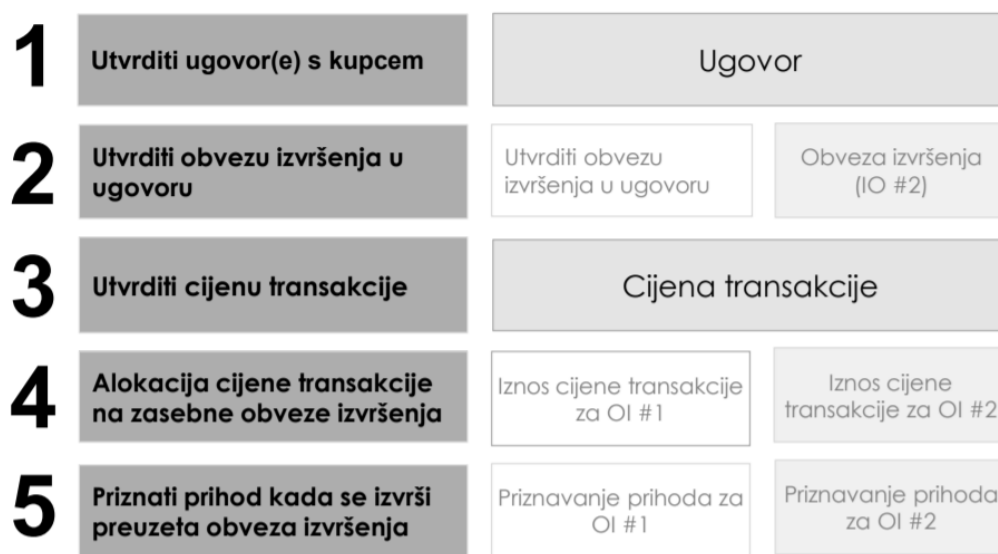 1
Utvrditi ugovor(e) s kupcem
Ugovor
2
Utvrditi obvezu izvršenja u
ugovoru
Utvrditi obvezu
izvršenja u ugovoru
Obveza izvršenja
(IO #2)
3
Utvrditi cijenu transakcije
Cijena transakcije
4
Alokacija cijene transakcije
na zasebne obveze izvršenja
Iznos cijene transakcije
za OI #1
Iznos cijene
transakcije za OI #2
5
Priznati prihod kada se izvrši
preuzeta obveza izvršenja
Priznavanje prihoda za
OI #1
Priznavanje prihoda
za OI #2